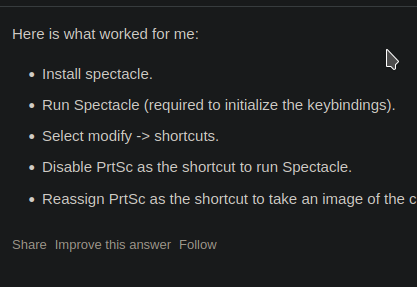 Here is what worked for me:
• Install spectacle.
• Run Spectacle (required to initialize the keybindings).
• Select modify -> shortcuts.
• Disable PrtSc as the shortcut to run Spectacle.
• Reassign PrtSc as the shortcut to take an image of the
Share Improve this answer Follow